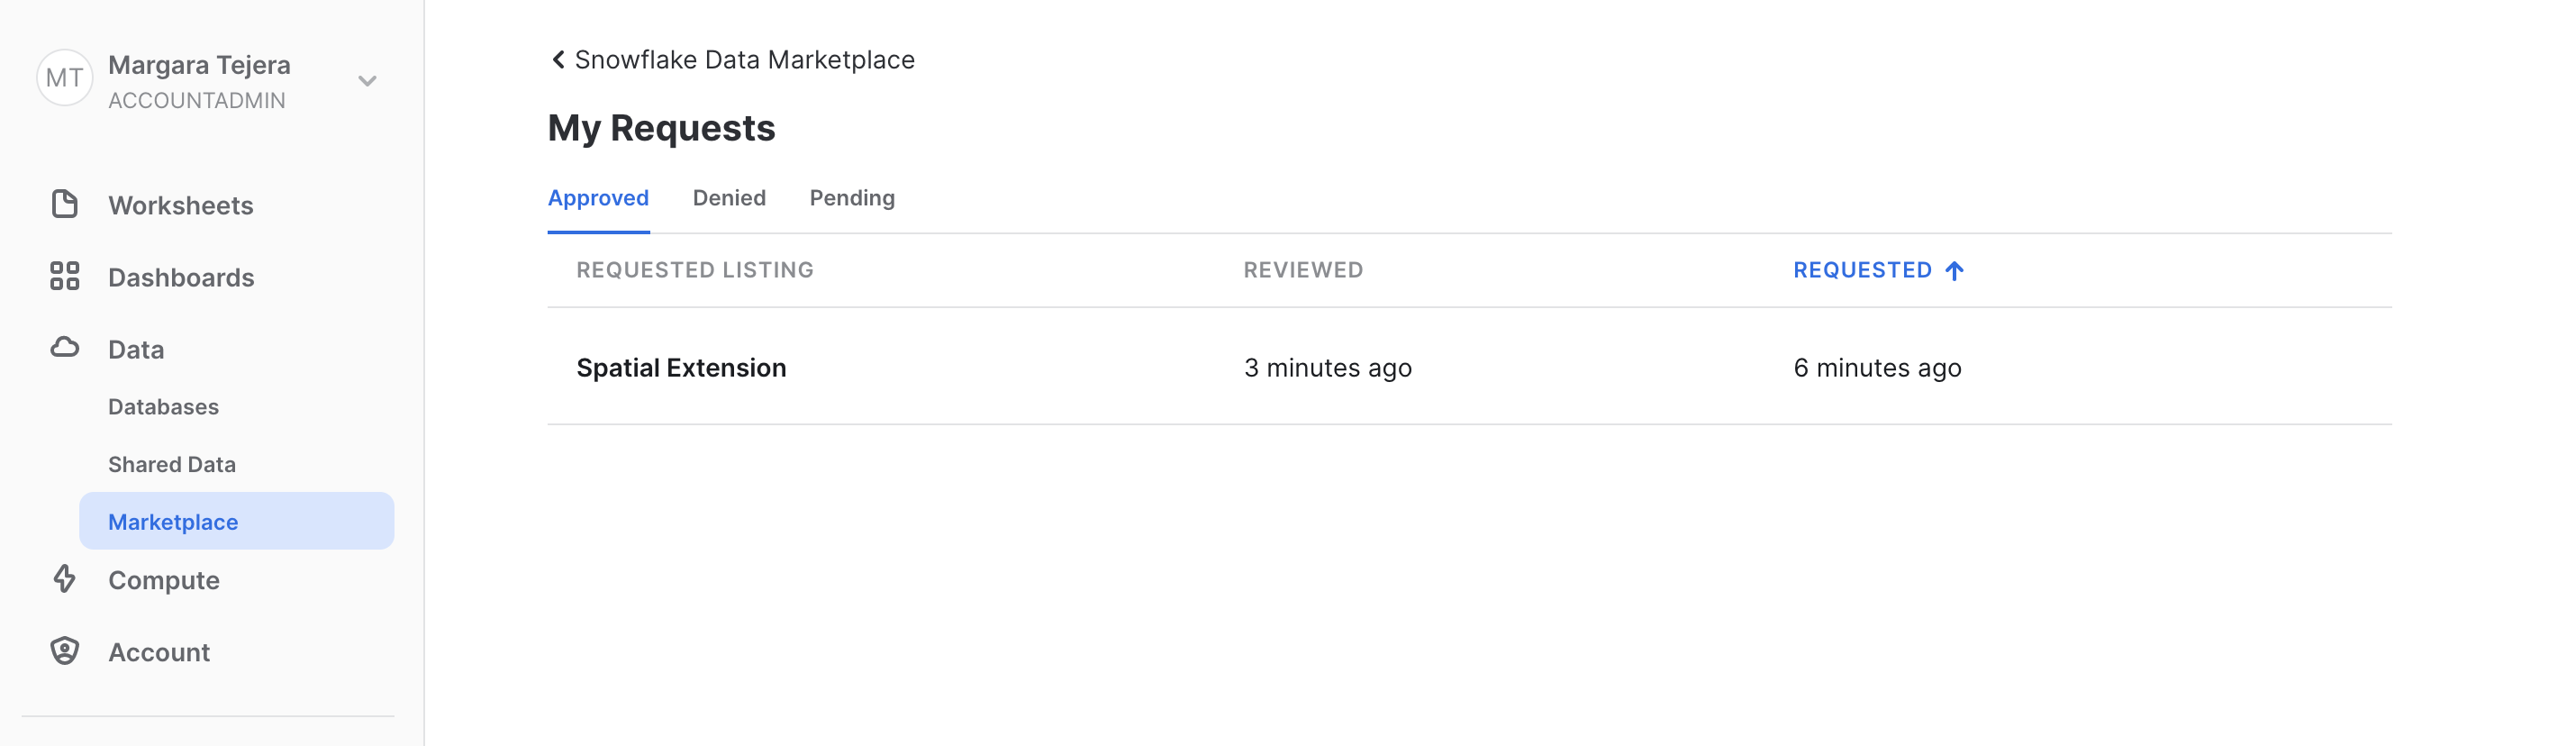 MT
Margara Tejera
ACCOUNTADMIN
Worksheets
Dashboards
Data
Databases
Shared Data
Marketplace
Compute
Account
Snowflake Data Marketplace
My Requests
Approved Denied Pending
REQUESTED LISTING REVIEWED REQUESTED
Spatial Extension 3 minutes ago 6 minutes ago